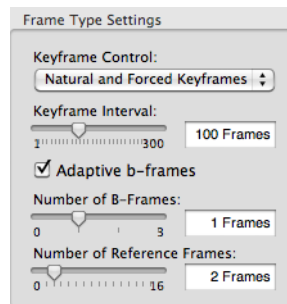 Frame Type Settings
Keyframe Control:
Natural and Forced Keyframes
Keyframe Interval:
1 300 100 Frames
Adaptive b-frames
Number of B-Frames:
0 3 1 Frames
Number of Reference Frames:
0 16 2 Frames